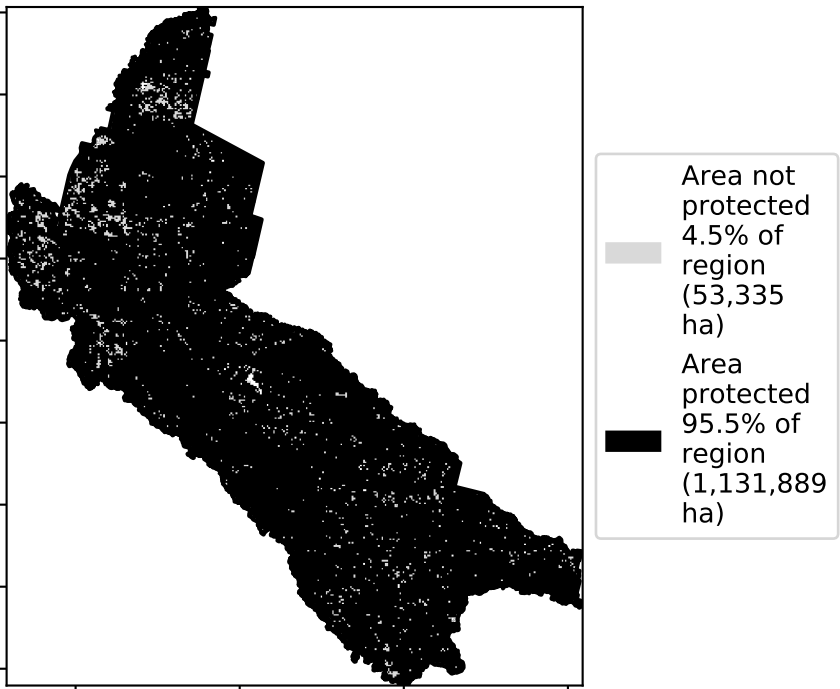 Area not
protected
4.5% of
region
(53,335
ha)
Area
protected
95.5% of
region
(1,131,889
ha)